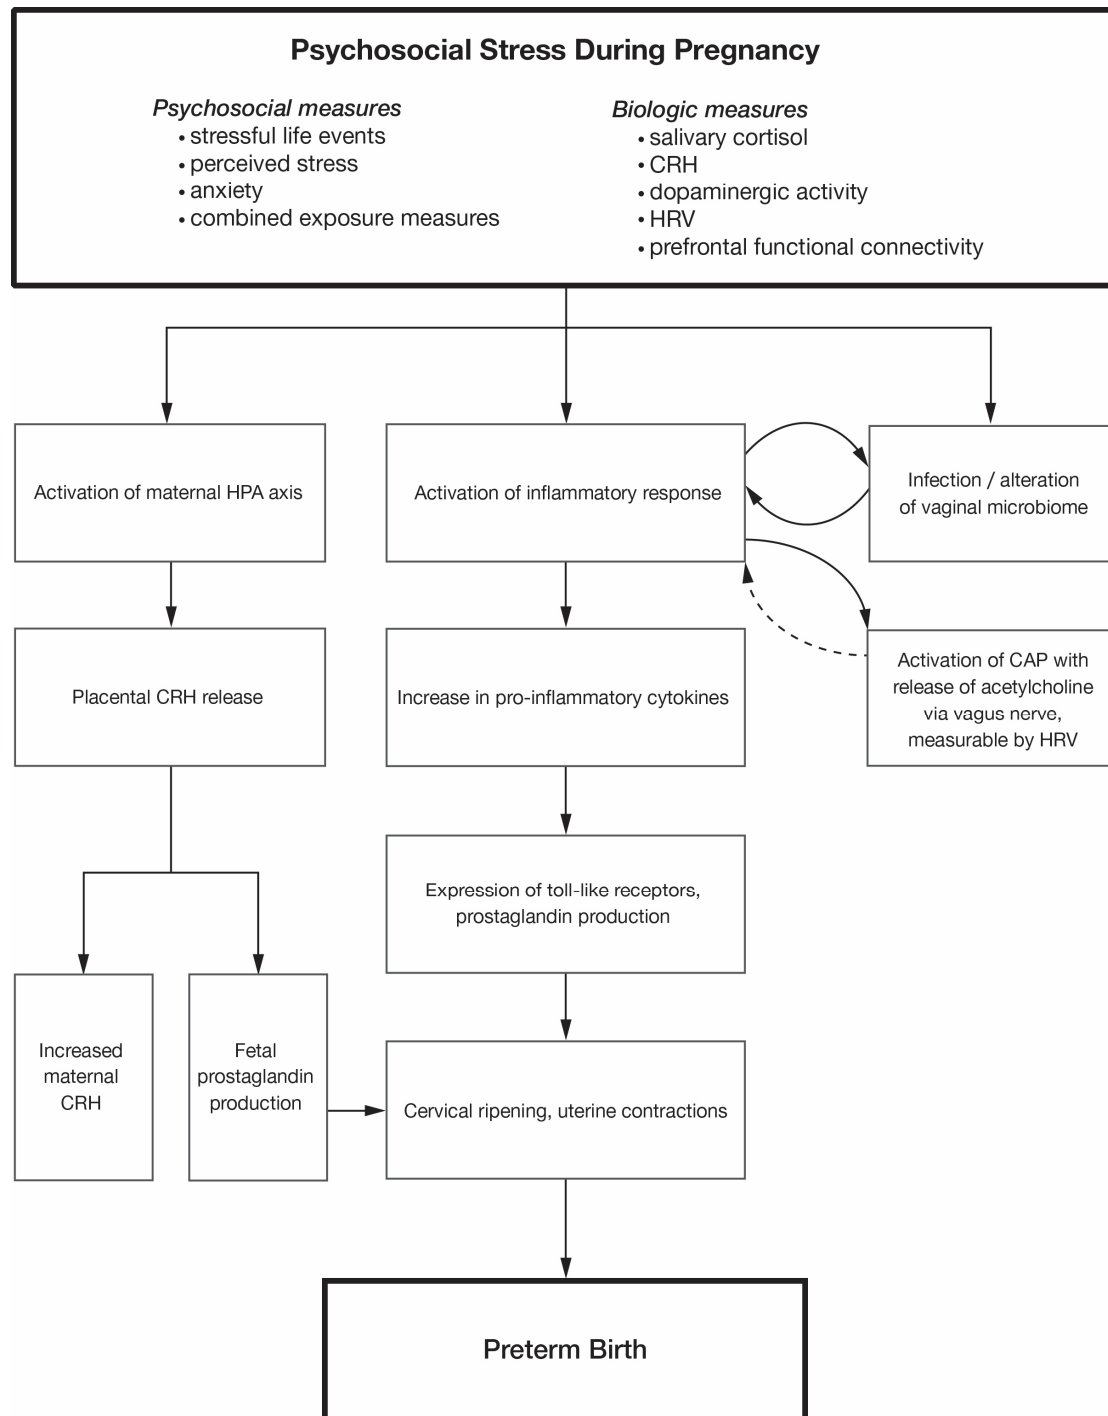 Psychosocial Stress During Pregnancy
Psychosocial measures
• stressful life events
• perceived stress
• anxiety
• combined exposure measures
Biologic measures
• salivary cortisol
• CRH
• dopaminergic activity
• HRV
• prefrontal functional connectivity
Activation of maternal HPA axis
Activation of inflammatory response
Infection / alteration
of vaginal microbiome
Placental CRH release
Increase in pro-inflammatory cytokines
Activation of CAP with
release of acetylcholine
via vagus nerve,
measurable by HRV
Expression of toll-like receptors,
prostaglandin production
Increased
maternal
CRH
Fetal
prostaglandin
production
Cervical ripening, uterine contractions
Preterm Birth